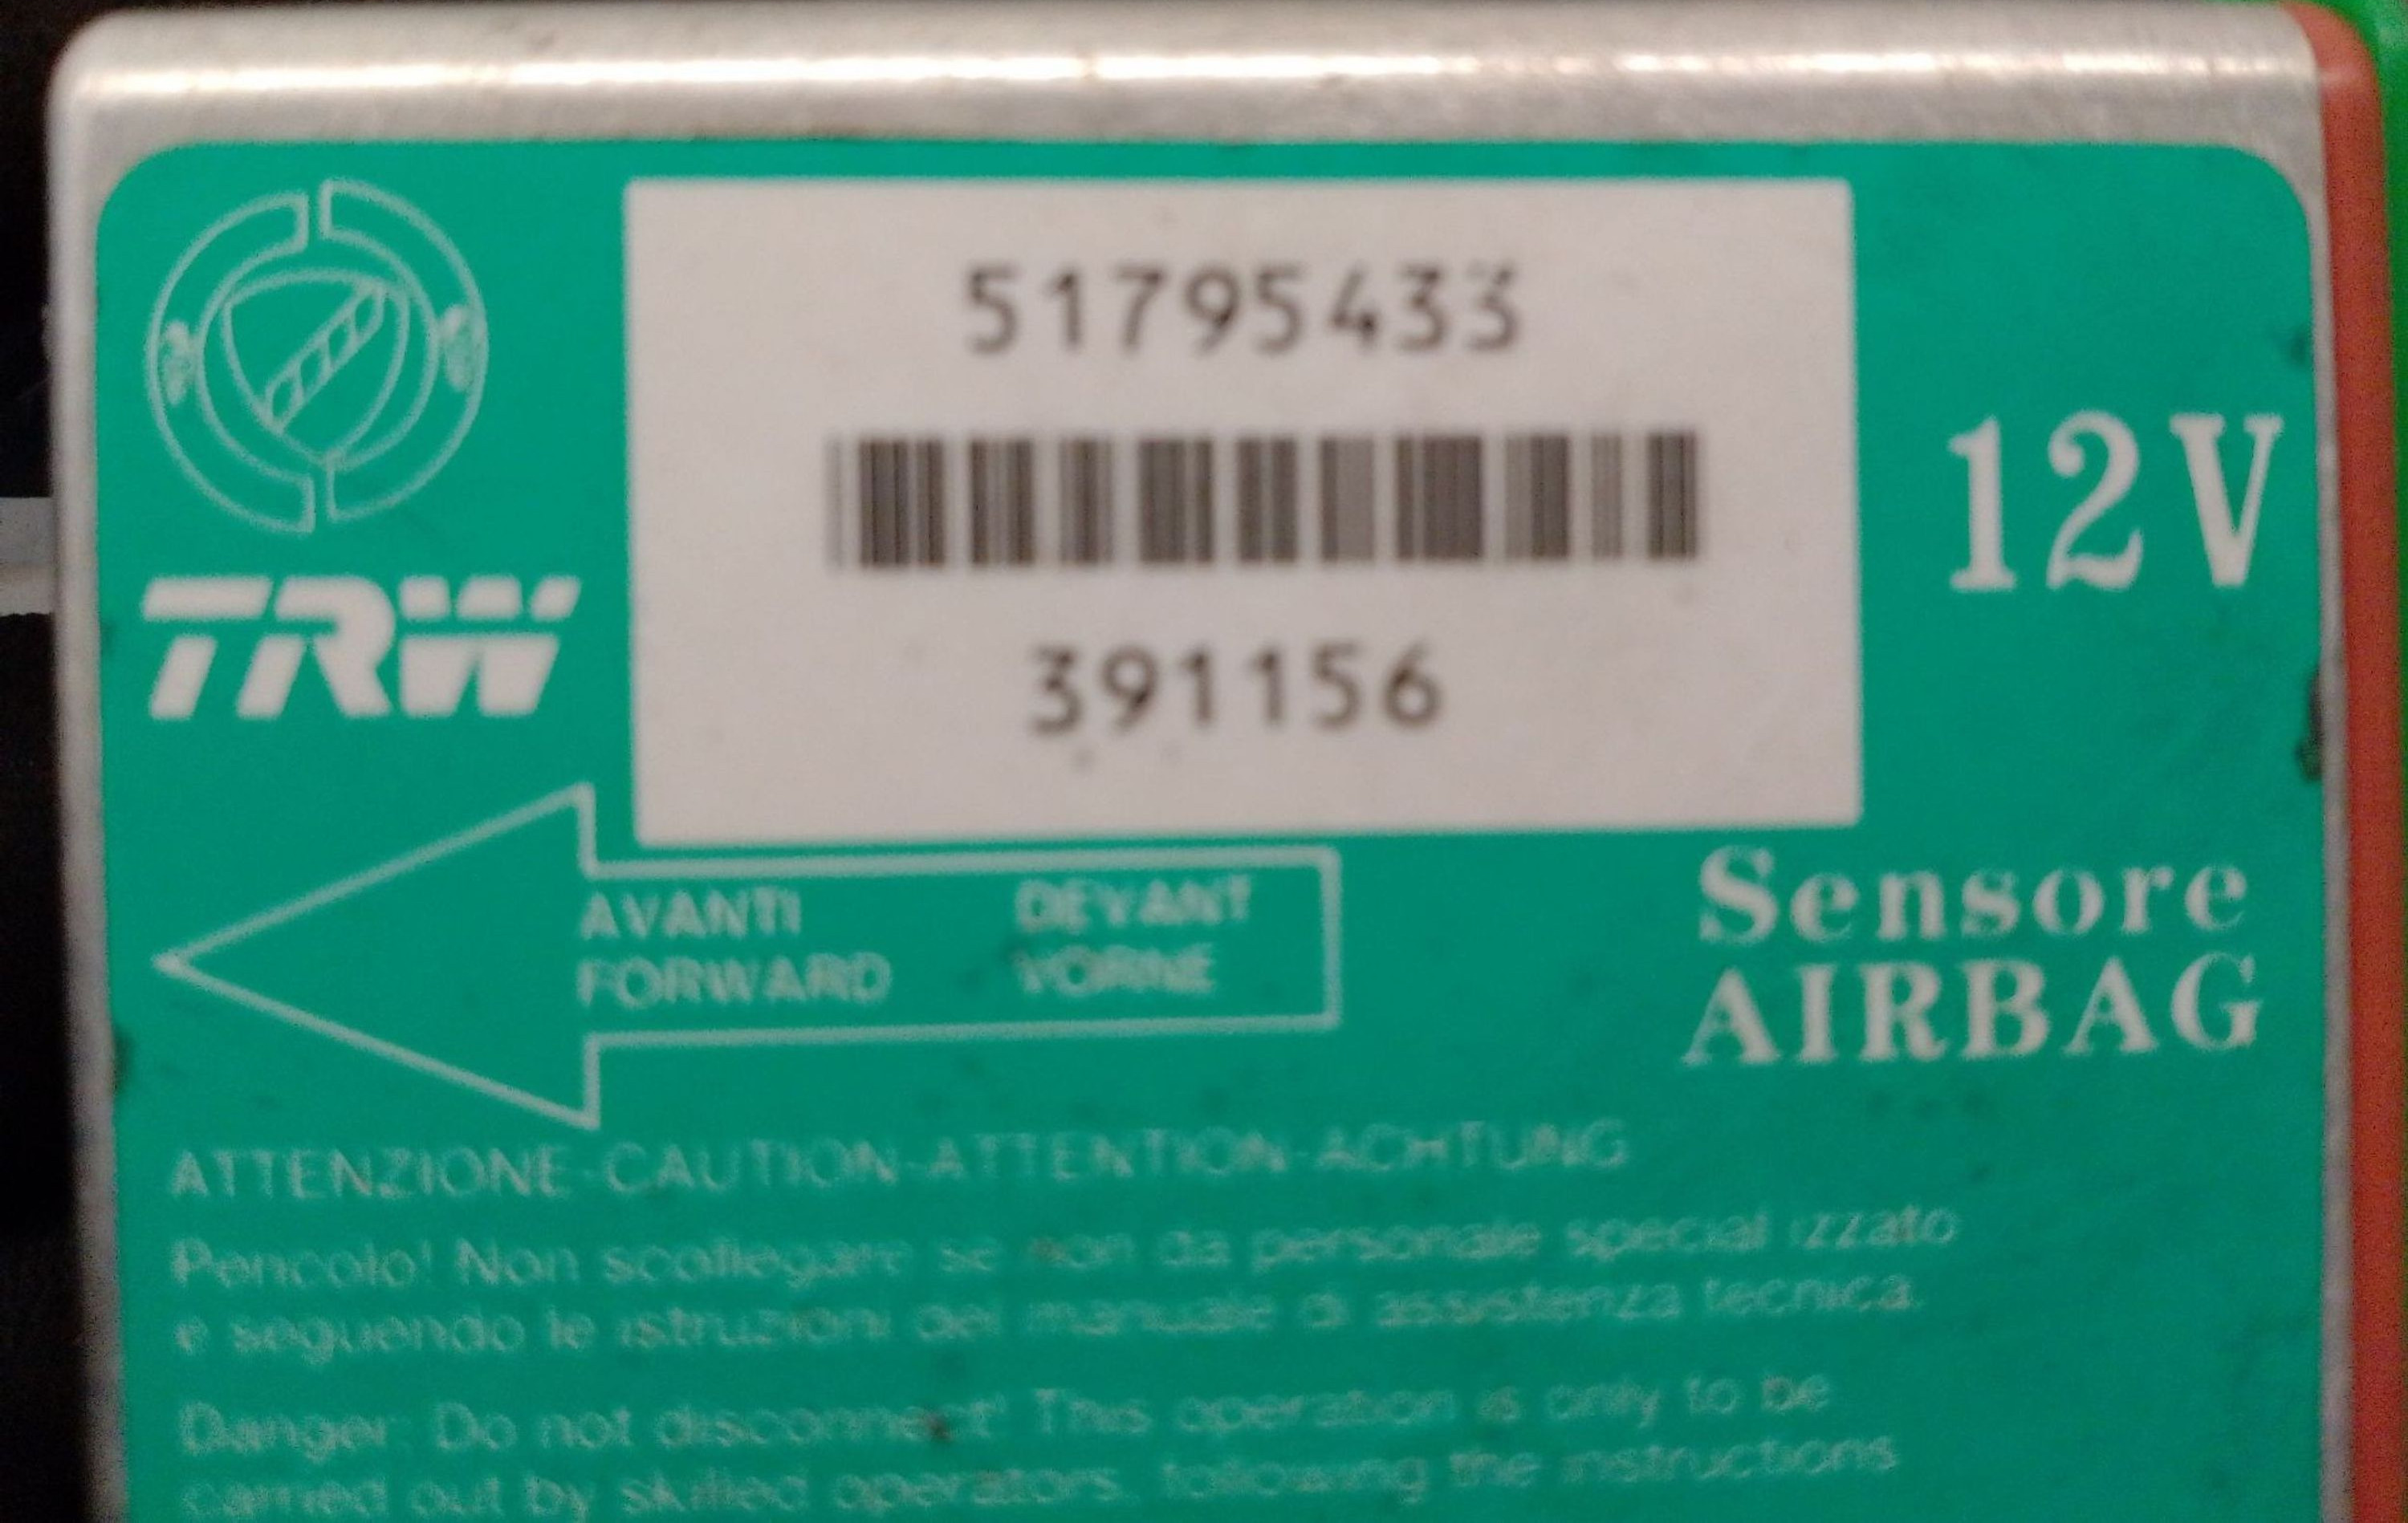 51795433
12V
TRW
391156
AVANTI DEVANT
FORWARD VORNE
Sensore
AIRBAG
ATTENZIONE-CAUTION-ATTENTION-ACHTUNG
Pericolo! Non scollegare se non da personale special izzato
e seguendo le istruzioni del manuale di assistenza tecnica.
Danger: Do not disconnect! This operation is only to be
carried out by skilled operators, following the instructions